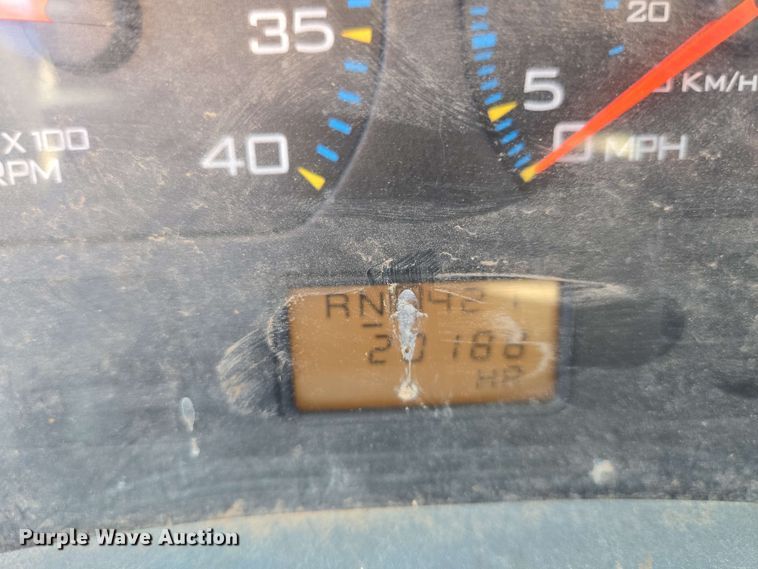 35
40
X 100
RPM
20
5
KM/H
0 MPH
HR
Purple Wave Auction